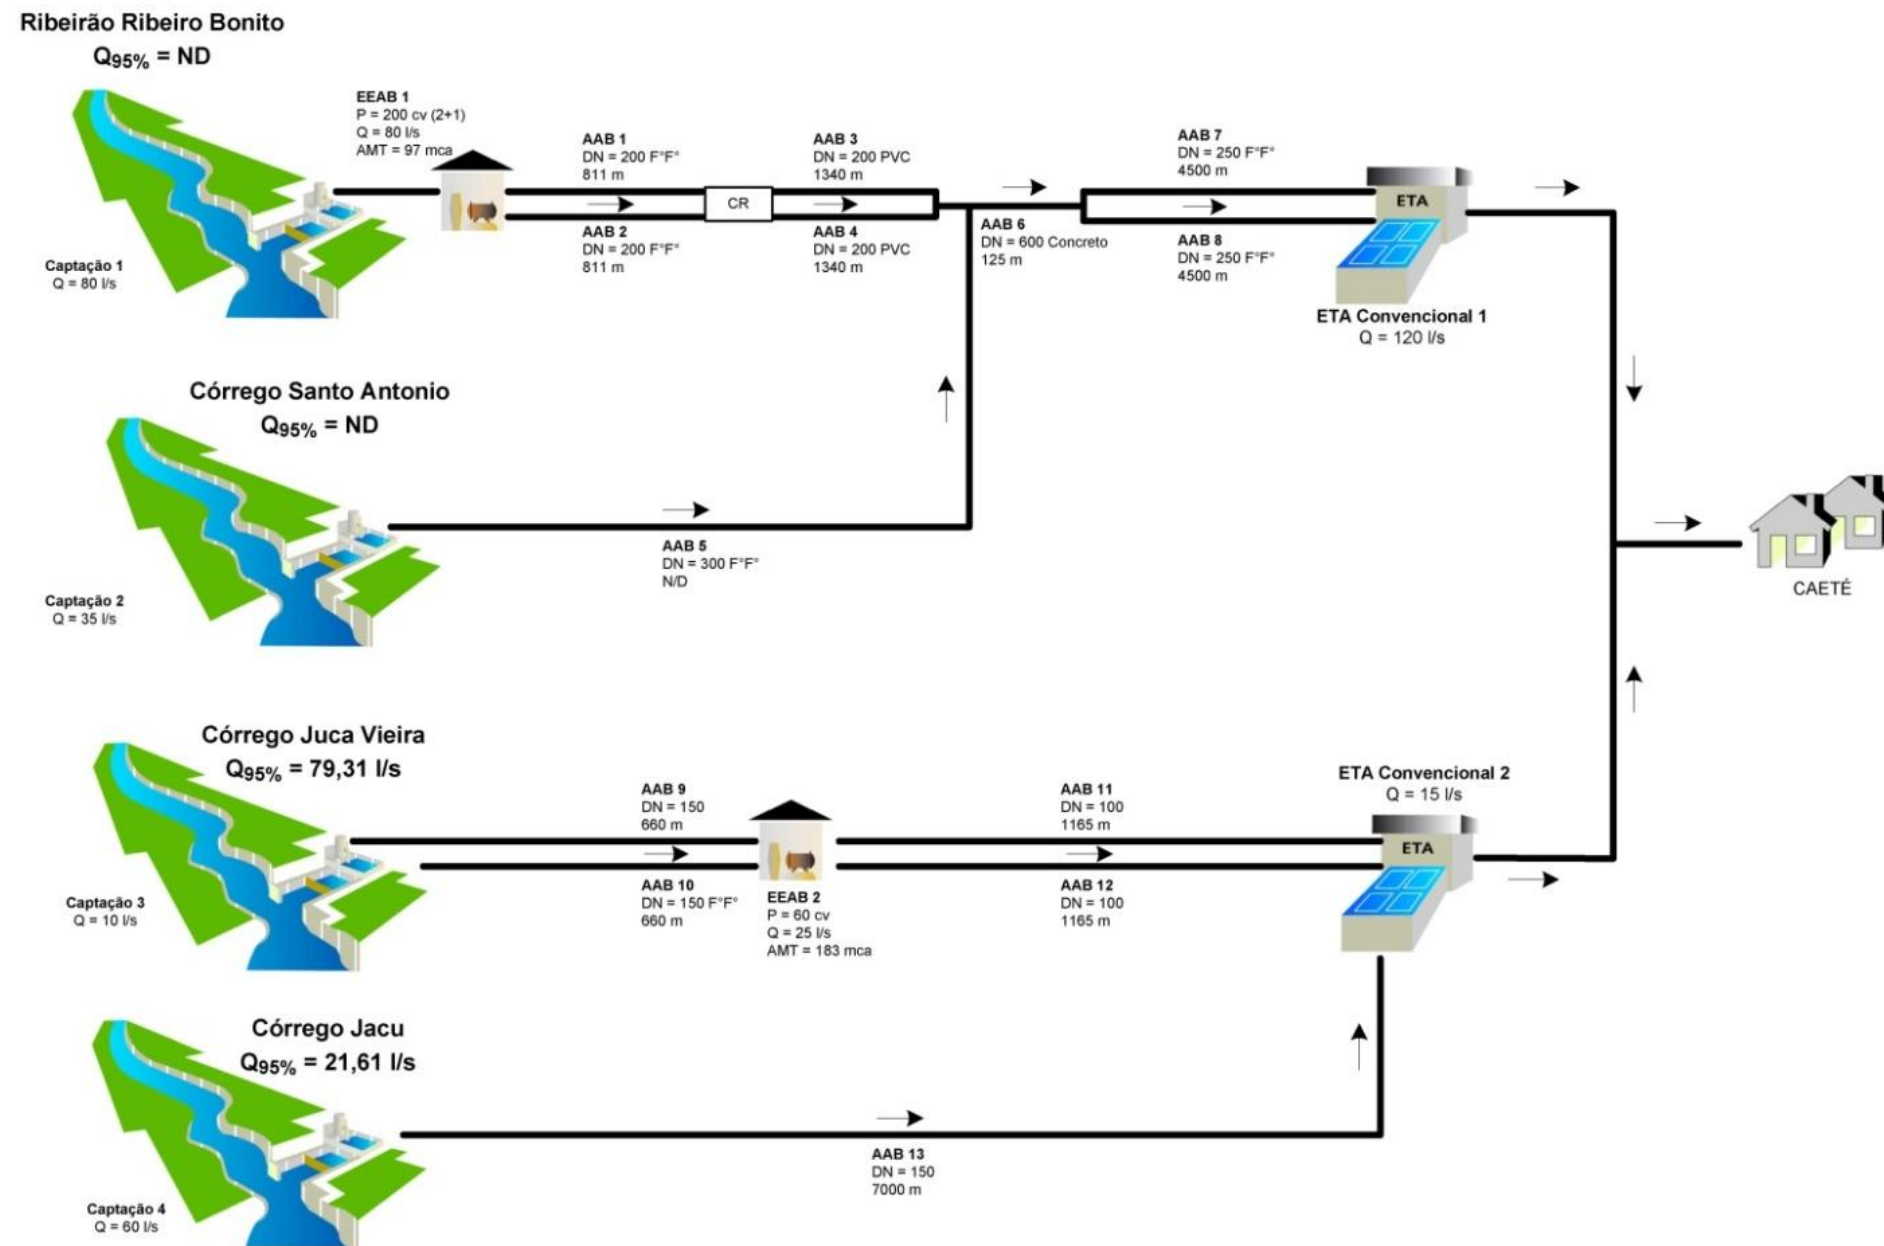 Ribeirão Ribeiro Bonito
Q95% = ND
EEAB 1
P = 200 cv (2+1)
Q = 80 l/s
AMT = 97 mca
AAB 1
DN = 200 F°F°
811 m
AAB 3
DN = 200 PVC
1340 m
AAB 7
DN = 250 F°F°
4500 m
CR
ETA
AAB 2
DN = 200 F°F°
811 m
AAB 4
DN = 200 PVC
1340 m
AAB 6
DN = 600 Concreto
125 m
AAB 8
DN = 250 F°F°
4500 m
Captação 1
Q = 80 l/s
ETA Convencional 1
Q = 120 l/s
Córrego Santo Antonio
Q95% = ND
AAB 5
DN = 300 F°F°
N/D
Captação 2
Q = 35 l/s
CAETÉ
Córrego Juca Vieira
Q95% = 79,31 l/s
AAB 9
DN = 150
660 m
AAB 11
DN = 100
1165 m
ETA Convencional 2
Q = 15 l/s
ETA
Captação 3
Q = 10 l/s
AAB 10
DN = 150 F°F°
660 m
EEAB 2
P = 60 cv
Q = 25 l/s
AMT = 183 mca
AAB 12
DN = 100
1165 m
Córrego Jacu
Q95% = 21,61 l/s
AAB 13
DN = 150
7000 m
Captação 4
Q = 60 l/s